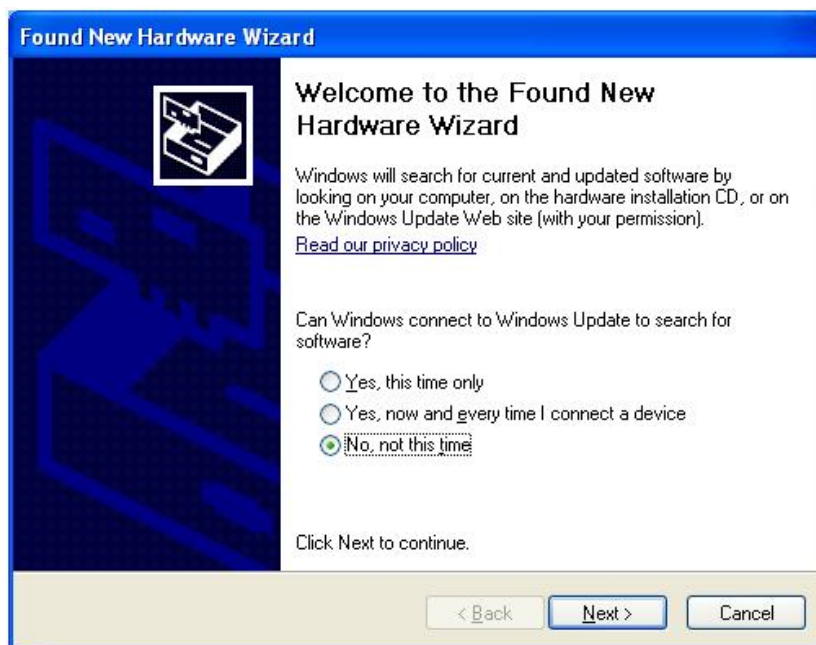 Found New Hardware Wizard
Welcome to the Found New
Hardware Wizard
Windows will search for current and updated software by
looking on your computer, on the hardware installation CD, or on
the Windows Update Web site (with your permission).
Read our privacy policy
Can Windows connect to Windows Update to search for
software?
Yes, this time only
Yes, now and every time I connect a device
No, not this time
Click Next to continue.
< Back
Next >
Cancel